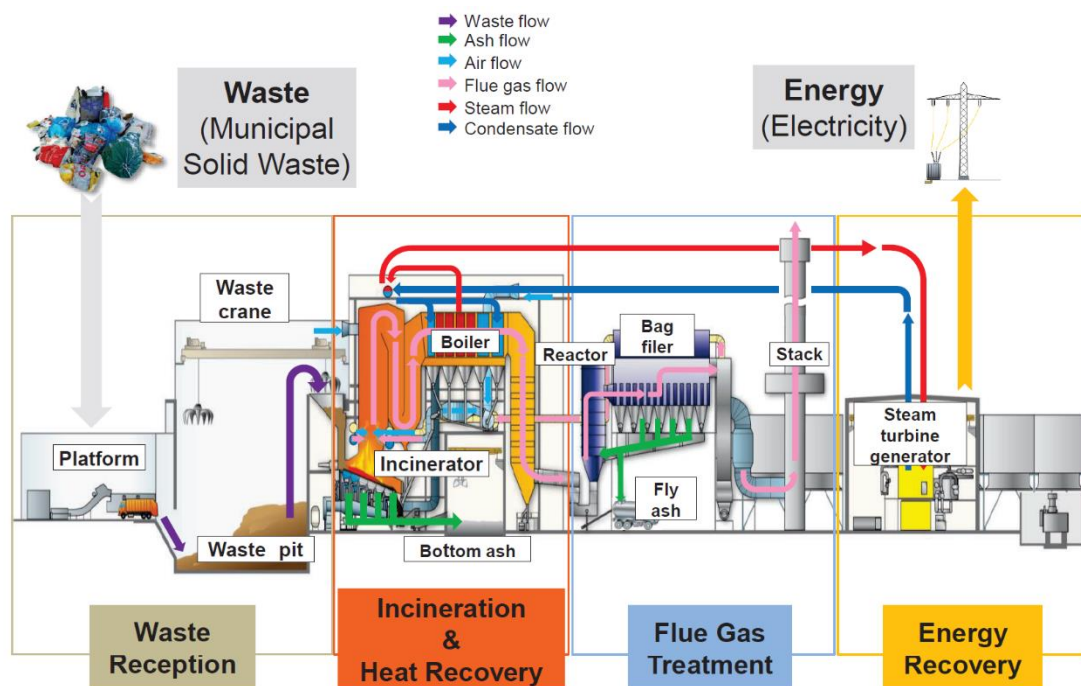 Waste flow
Ash flow
Air flow
Flue gas flow
Steam flow
Condensate flow
Waste
(Municipal
Solid Waste)
Energy
(Electricity)
Waste
crane
Boiler
Reactor
Bag
filer
Stack
Platform
Incinerator
Steam
turbine
generator
Fly
ash
Waste pit
Bottom ash
Waste
Reception
Incineration
&
Heat Recovery
Flue Gas
Treatment
Energy
Recovery